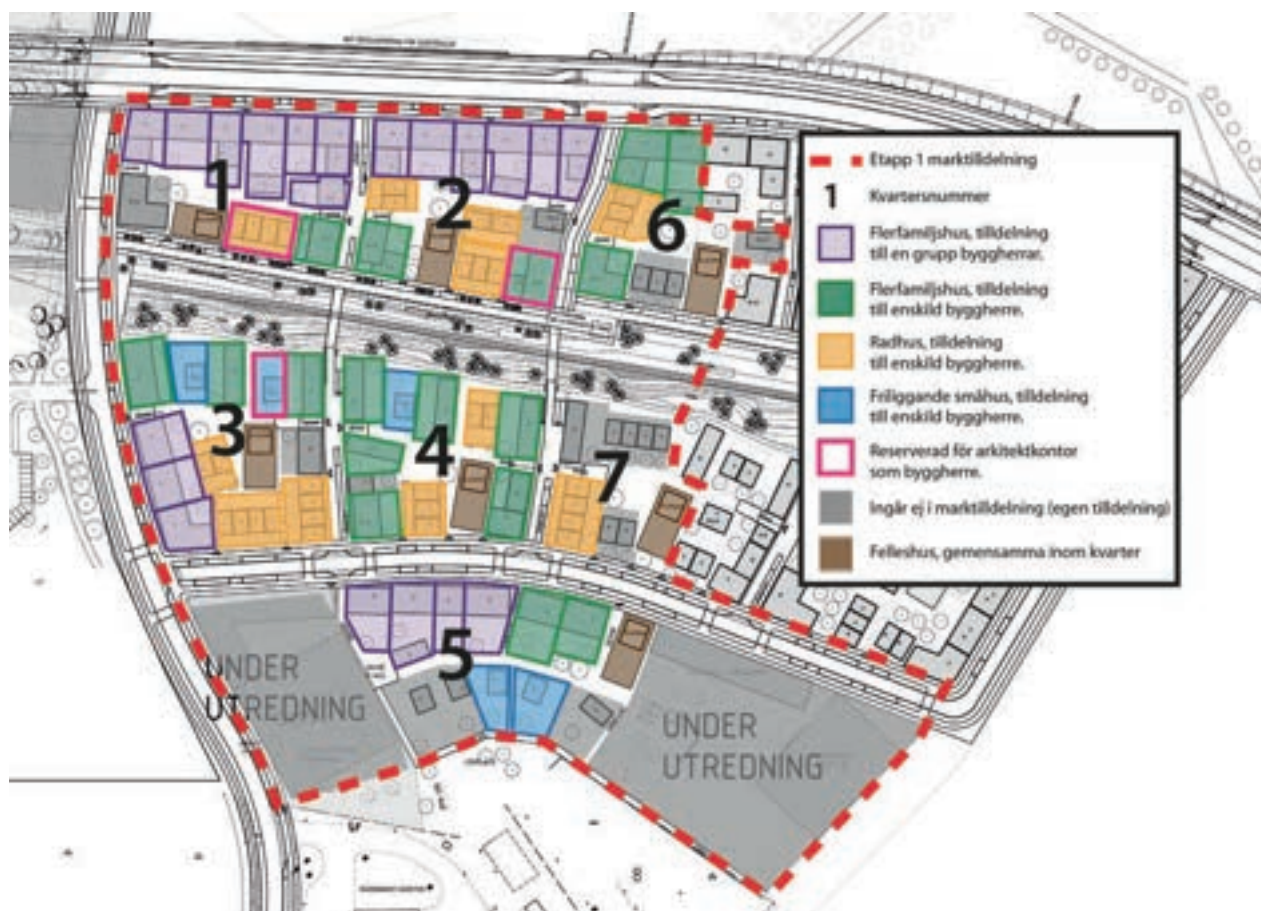 1
2
6
3
4
7
5
UNDER
UTREDNING
UNDER
UTREDNING
Etapp 1 marktilldelning
1 Kvartersnummer
Flerfamiljshus, tilldelning
till en grupp byggherrar.
Flerfamiljshus, tilldelning
till enskild byggherre.
Radhus, tilldelning
till enskild byggherre.
Friliggande småhus, tilldelning
till enskild byggherre.
Reserverad för arkitektkontor
som byggherre.
Ingår ej i marktilldelning (egen tilldelning)
Felleshus, gemensamma inom kvarter